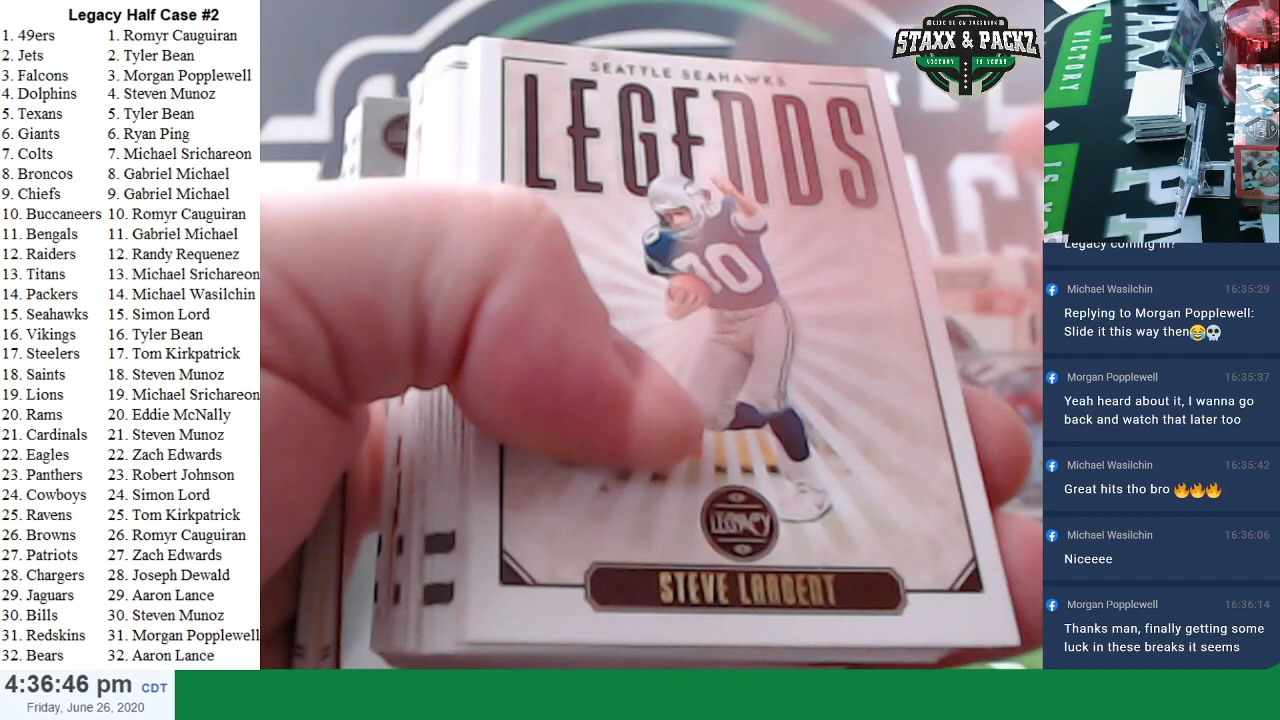 Legacy Half Case #2
1. 49ers 1. Romyr Cauguiran
2. Jets 2. Tyler Bean
3. Falcons 3. Morgan Popplewell
4. Dolphins 4. Steven Munoz
5. Texans 5. Tyler Bean
6. Giants 6. Ryan Ping
7. Colts 7. Michael Srichareon
8. Broncos 8. Gabriel Michael
9. Chiefs 9. Gabriel Michael
10. Buccaneers 10. Romyr Cauguiran
11. Bengals 11. Gabriel Michael
12. Raiders 12. Randy Requenez
13. Titans 13. Michael Srichareon
14. Packers 14. Michael Wasilchin
15. Seahawks 15. Simon Lord
16. Vikings 16. Tyler Bean
17. Steelers 17. Tom Kirkpatrick
18. Saints 18. Steven Munoz
19. Lions 19. Michael Srichareon
20. Rams 20. Eddie McNally
21. Cardinals 21. Steven Munoz
22. Eagles 22. Zach Edwards
23. Panthers 23. Robert Johnson
24. Cowboys 24. Simon Lord
25. Ravens 25. Tom Kirkpatrick
26. Browns 26. Romyr Cauguiran
27. Patriots 27. Zach Edwards
28. Chargers 28. Joseph Dewald
29. Jaguars 29. Aaron Lance
30. Bills 30. Steven Munoz
31. Redskins 31. Morgan Popplewell
32. Bears 32. Aaron Lance
4:36:46 pm CDT
Friday, June 26, 2020
SEATTLE SEAHAWKS
LEGENDS
80
LEGACY
STEVE LARGENT
STAXX & PACKZ
VICTORY IS YOURS
VICTORY
Legacy coming in?
Michael Wasilchin 16:35:29
Replying to Morgan Popplewell:
Slide it this way then😂💀
Morgan Popplewell 16:35:37
Yeah heard about it, I wanna go
back and watch that later too
Michael Wasilchin 16:35:42
Great hits tho bro 🔥🔥🔥
Michael Wasilchin 16:36:06
Niceeee
Morgan Popplewell 16:36:14
Thanks man, finally getting some
luck in these breaks it seems